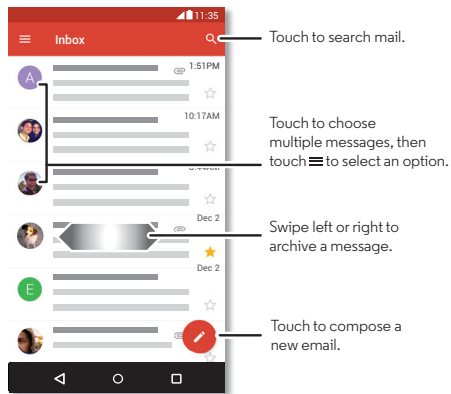 11:35
Inbox
Touch to search mail.
A
1:51PM
10:17AM
Touch to choose
multiple messages, then
touch ☰ to select an option.
Dec 2
Swipe left or right to
archive a message.
Dec 2
E
Touch to compose a
new email.